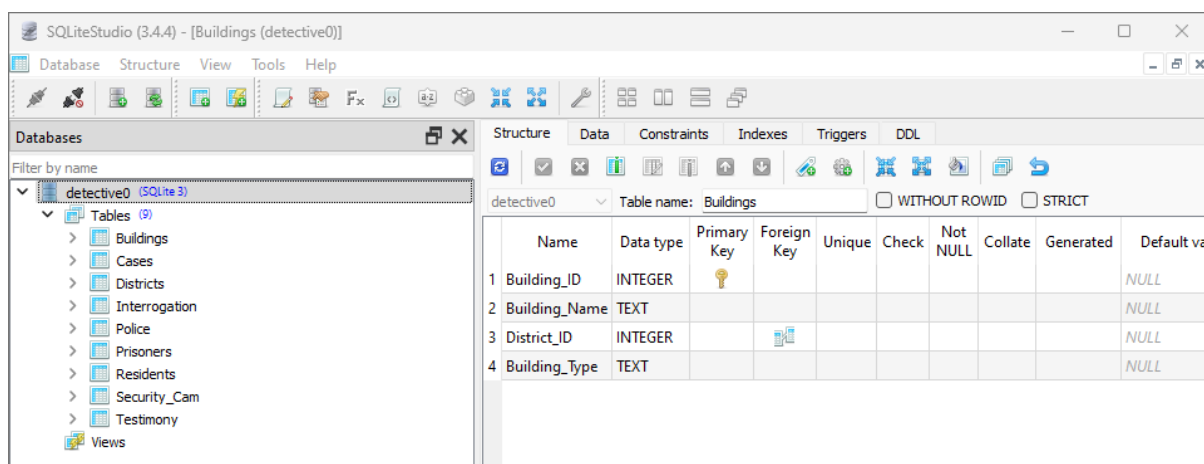 SQLiteStudio (3.4.4) - [Buildings (detective0)]
Database Structure View Tools Help
Databases
Filter by name
detective0 (SQLite 3)
Tables (9)
Buildings
Cases
Districts
Interrogation
Police
Prisoners
Residents
Security_Cam
Testimony
Views
Structure Data Constraints Indexes Triggers DDL
detective0 Table name: Buildings WITHOUT ROWID STRICT
Name Data type Primary Key Foreign Key Unique Check Not NULL Collate Generated Default va
1 Building_ID INTEGER NULL
2 Building_Name TEXT NULL
3 District_ID INTEGER NULL
4 Building_Type TEXT NULL